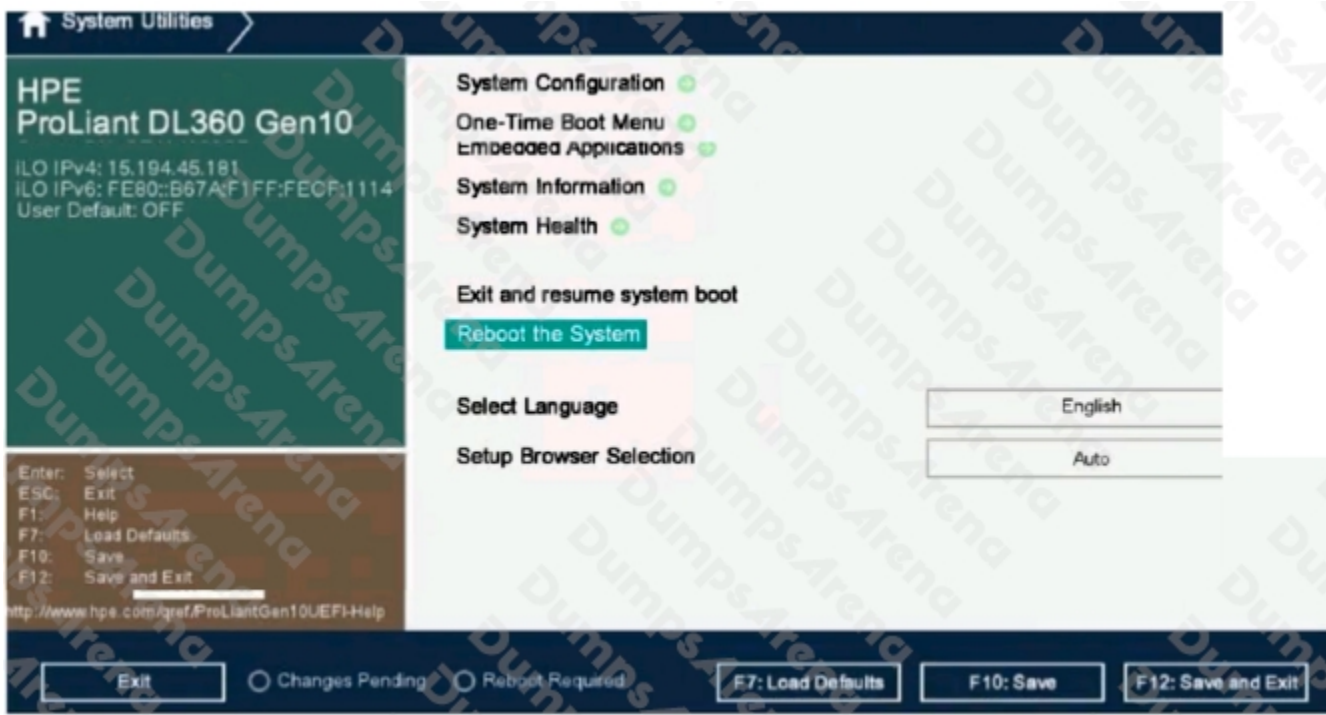 System Utilities
HPE
ProLiant DL360 Gen10
iLO IPv4: 15.194.45.181
iLO IPv6: FE80::B67A:F1FF:FECF:1114
User Default: OFF
Enter: Select
ESC: Exit
F1: Help
F7: Load Defaults
F10: Save
F12: Save and Exit
http://www.hpe.com/qref/ProLiantGen10UEFI-Help
System Configuration
One-Time Boot Menu
Embedded Applications
System Information
System Health
Exit and resume system boot
Reboot the System
Select Language English
Setup Browser Selection Auto
Exit Changes Pending Reboot Required F7: Load Defaults F10: Save F12: Save and Exit
DumpsArena